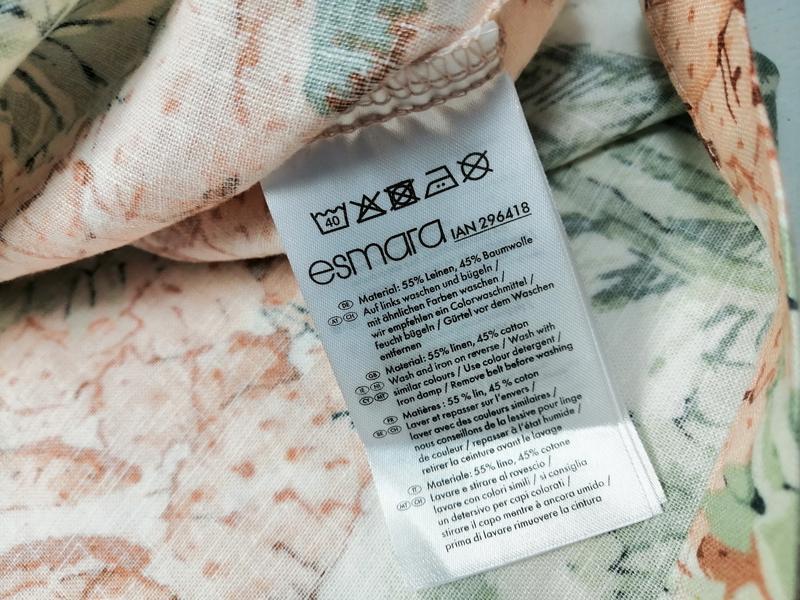 40
esmara IAN 296418
DE AT CH Material: 55% Leinen, 45% Baumwolle
Auf links waschen und bügeln /
mit ähnlichen Farben waschen /
wir empfehlen ein Colorwaschmittel /
feucht bügeln / Gürtel vor dem Waschen
entfernen
GB IE NI CY MT Material: 55% linen, 45% cotton
Wash and iron on reverse / Wash with
similar colours / Use colour detergent /
Iron damp / Remove belt before washing
FR BE CH Matières : 55 % lin, 45 % coton
Laver et repasser sur l'envers /
laver avec des couleurs similaires /
nous conseillons de la lessive pour linge
de couleur / repasser à l'état humide /
retirer la ceinture avant le lavage
IT MT CH Materiale: 55% lino, 45% cotone
Lavare e stirare al rovescio /
lavare con colori simili / si consiglia
un detersivo per capi colorati /
stirare il capo mentre è ancora umido /
prima di lavare rimuovere la cintura